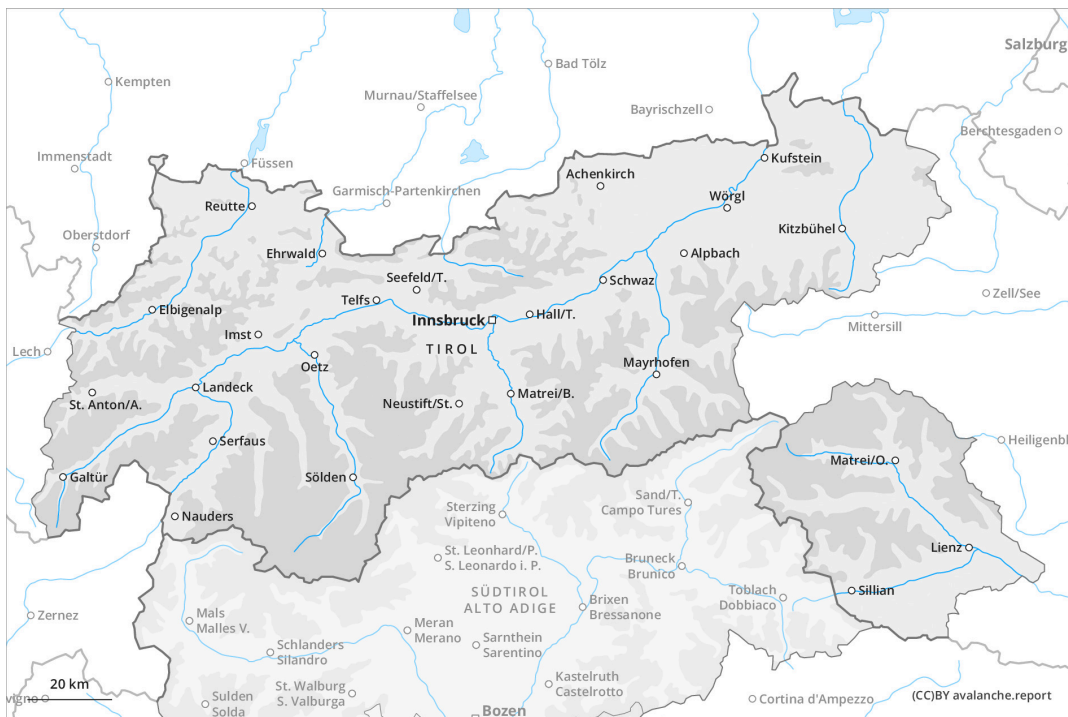 Salzburg
Bad Tölz
Kempten
Murnau/Staffelsee
Bayrischzell
Berchtesgaden
Immenstadt
Füssen
Kufstein
Achenkirch
Garmisch-Partenkirchen
Reutte
Wörgl
Kitzbühel
Oberstdorf
Ehrwald
Alpbach
Seefeld/T.
Schwaz
Zell/See
Telfs
Elbigenalp
Hall/T.
Innsbruck
Mittersill
Imst
TIROL
Lech
Oetz
Mayrhofen
Landeck
St. Anton/A.
Neustift/St.
Matrei/B.
Serfaus
Heiligenbl
Matrei/O.
Galtür
Sölden
Sand/T.
Campo Tures
Sterzing
Vipiteno
Nauders
Lienz
St. Leonhard/P.
S. Leonardo i. P.
Bruneck
Brunico
SÜDTIROL
ALTO ADIGE
Toblach
Dobbiaco
Sillian
Brixen
Bressanone
Zernez
Mals
Malles V.
Meran
Merano
Sarnthein
Sarentino
Schlanders
Silandro
Kastelruth
Castelrotto
20 km
St. Walburg
S. Valburga
vigno
Sulden
Solda
Cortina d'Ampezzo
(CC)BY avalanche.report
Bozen